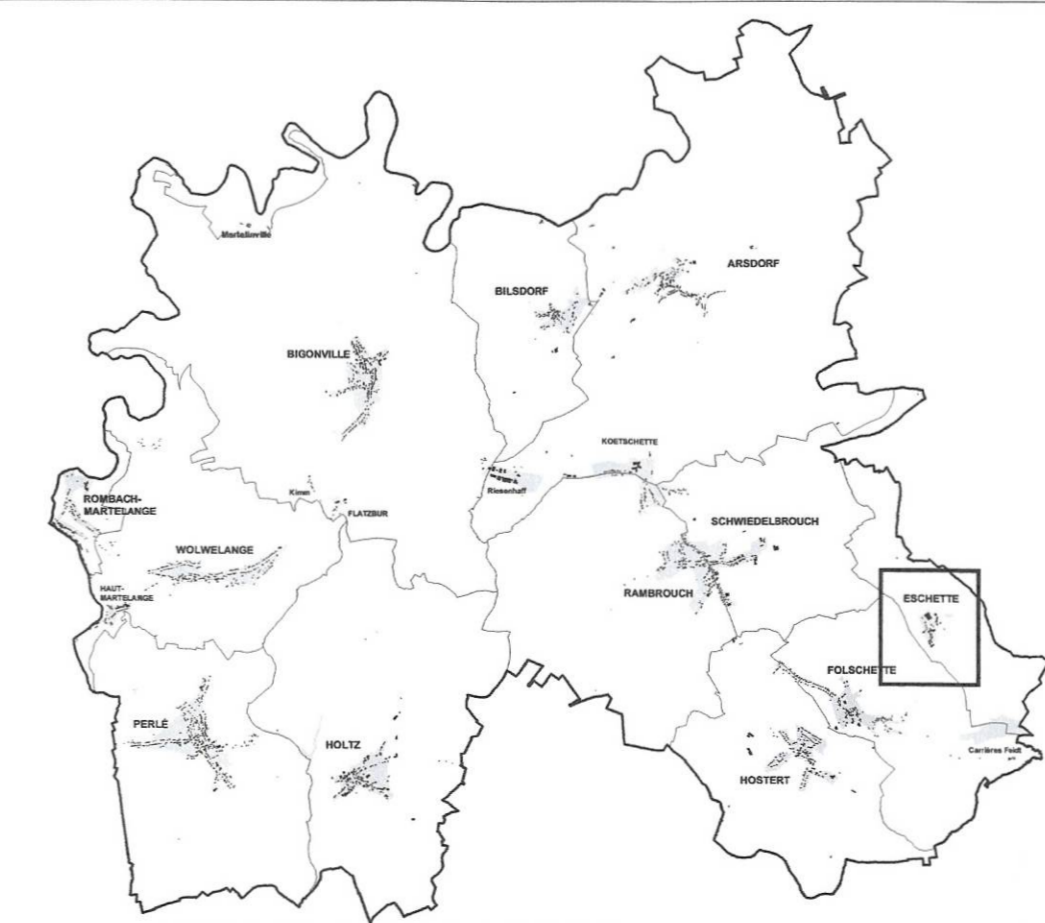 Martelinville
ARSDORF
BILSDORF
BIGONVILLE
KOETSCHETTE
Riesenhaff
Kimm
ROMBACH-
MARTELANGE
FLATZBUR
SCHWIEDELBROUCH
WOLWELANGE
HAUT-
MARTELANGE
RAMBROUCH
ESCHETTE
FOLSCHETTE
PERLÉ
HOLTZ
Carrières Feidt
HOSTERT